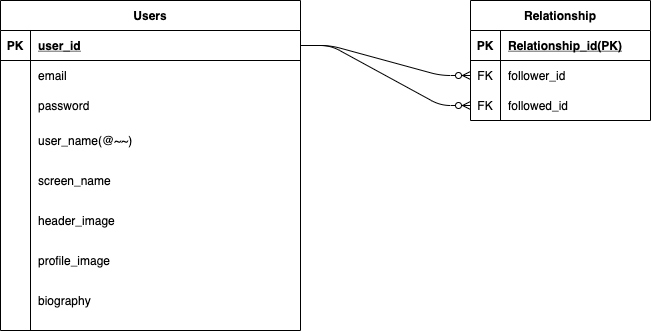 Users
PK user_id
email
password
user_name(@~~)
screen_name
header_image
profile_image
biography
Relationship
PK Relationship_id(PK)
FK follower_id
FK followed_id